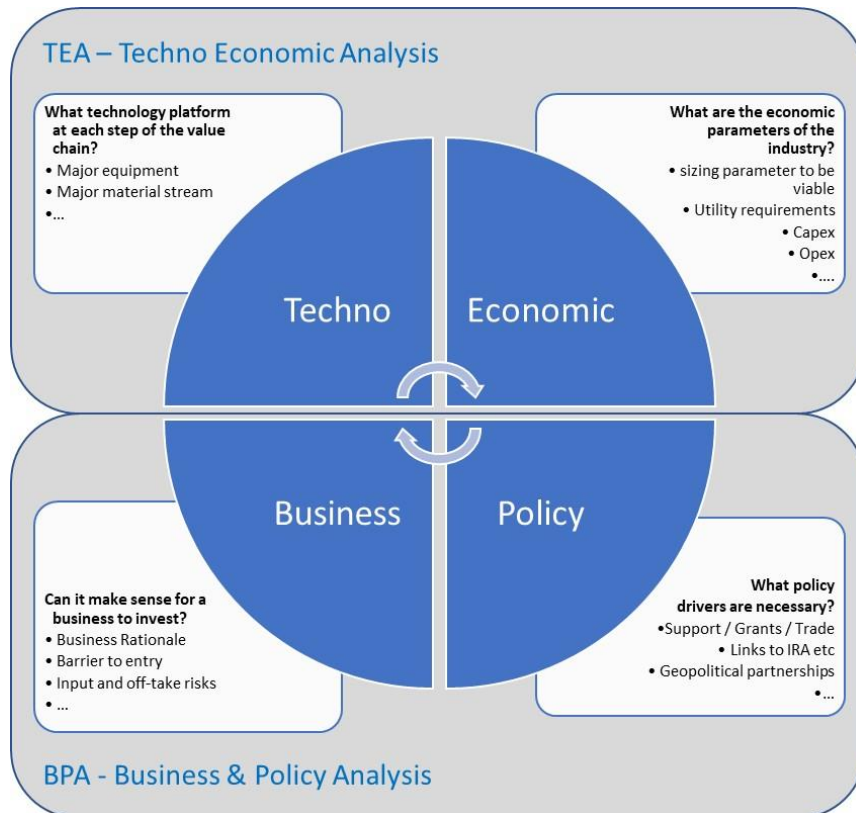 TEA – Techno Economic Analysis
What technology platform
at each step of the value
chain?
• Major equipment
• Major material stream
•...
What are the economic
parameters of the
industry?
• sizing parameter to be
viable
• Utility requirements
• Capex
• Opex
•....
Techno
Economic
Business
Policy
Can it make sense for a
business to invest?
• Business Rationale
• Barrier to entry
• Input and off-take risks
• ...
What policy
drivers are necessary?
•Support / Grants / Trade
• Links to IRA etc
• Geopolitical partnerships
•...
BPA - Business & Policy Analysis